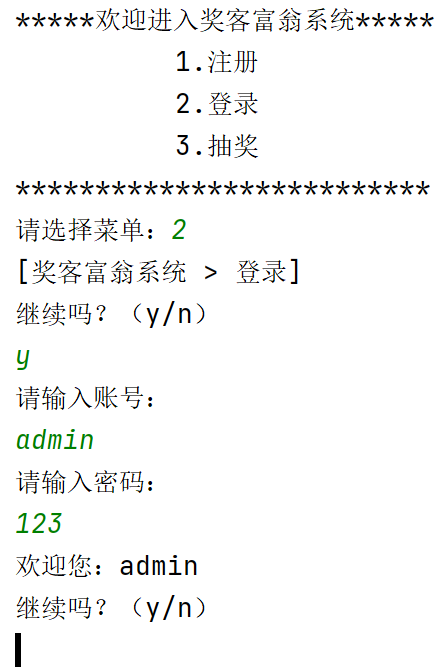 *****欢迎进入奖客富翁系统*****
1.注册
2.登录
3.抽奖
**************************
请选择菜单：2
[奖客富翁系统 > 登录]
继续吗？（y/n）
y
请输入账号：
admin
请输入密码：
123
欢迎您：admin
继续吗？（y/n）